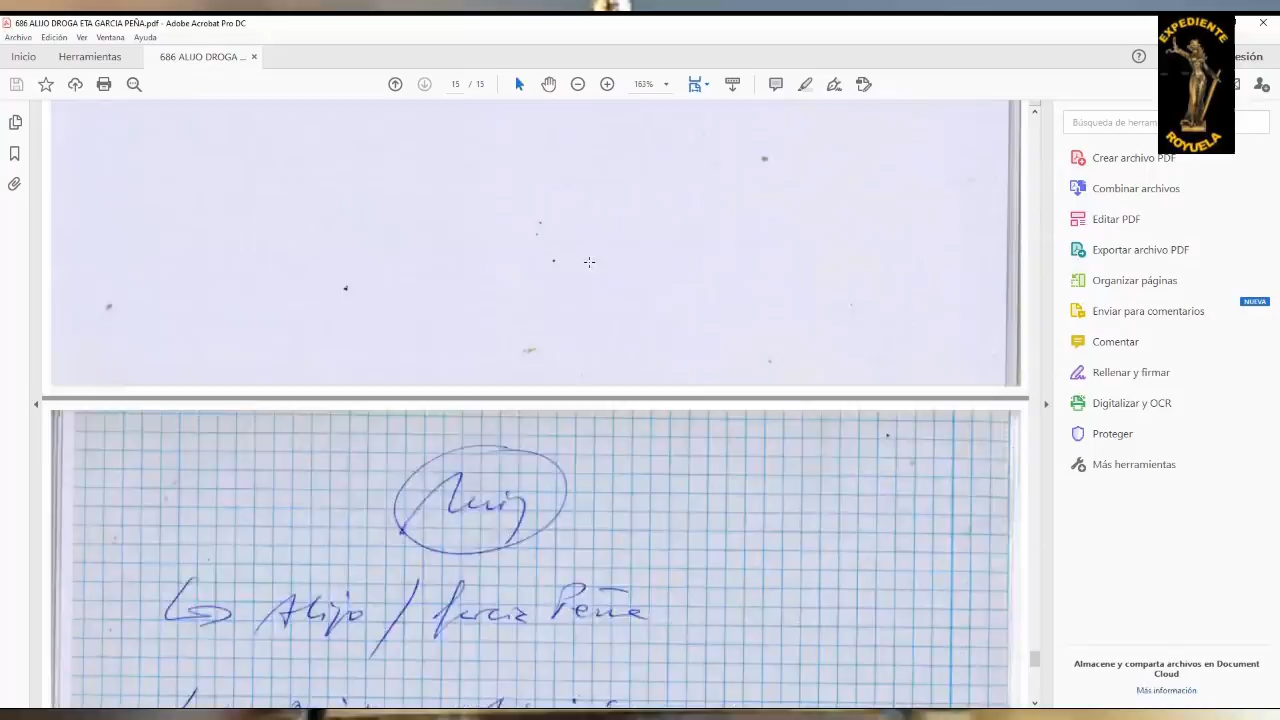 686 ALIJO DROGA ETA GARCIA PEÑA.pdf - Adobe Acrobat Pro DC
Archivo Edición Ver Ventana Ayuda
Inicio Herramientas 686 ALIJO DROGA ...
esión
15 / 15 163%
EXPEDIENTE
ROYUELA
Búsqueda de herram
Crear archivo PDF
Combinar archivos
Editar PDF
Exportar archivo PDF
Organizar páginas
NUEVA
Enviar para comentarios
Comentar
Rellenar y firmar
Digitalizar y OCR
Proteger
Más herramientas
Almacene y comparta archivos en Document
Cloud
Más información
Alijo / Garcia Peña